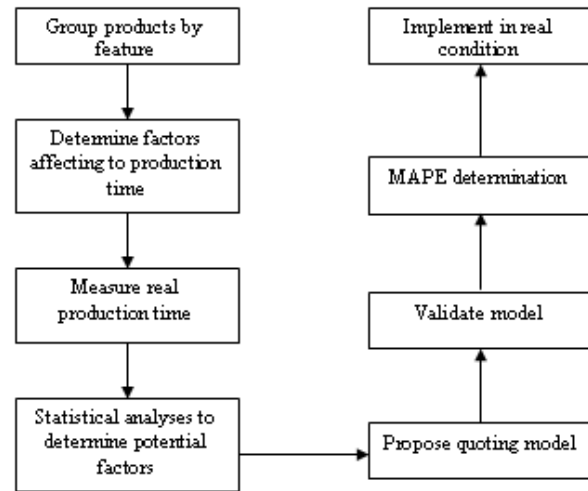 Group products by
feature
Determine factors
affecting to production
time
Measure real
production time
Statistical analyses to
determine potential
factors
Propose quoting model
Validate model
MAPE determination
Implement in real
condition